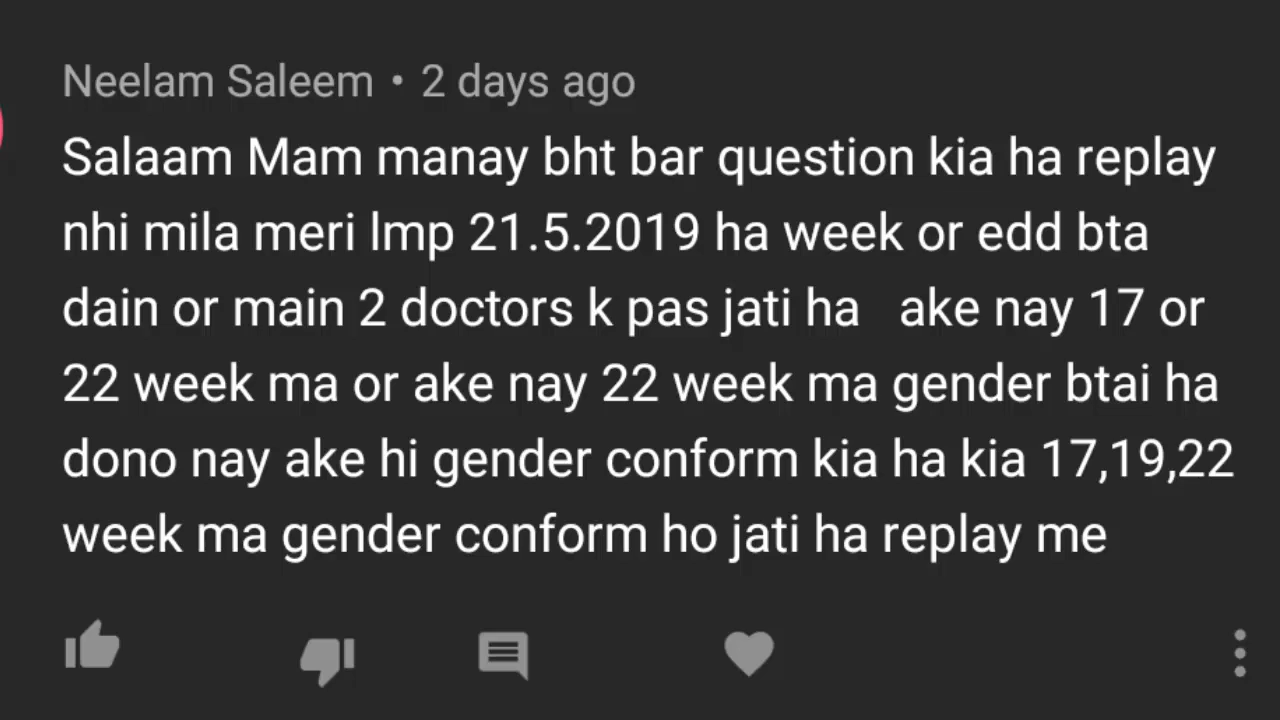 Neelam Saleem • 2 days ago
Salaam Mam manay bht bar question kia ha replay
nhi mila meri lmp 21.5.2019 ha week or edd bta
dain or main 2 doctors k pas jati ha ake nay 17 or
22 week ma or ake nay 22 week ma gender btai ha
dono nay ake hi gender conform kia ha kia 17,19,22
week ma gender conform ho jati ha replay me